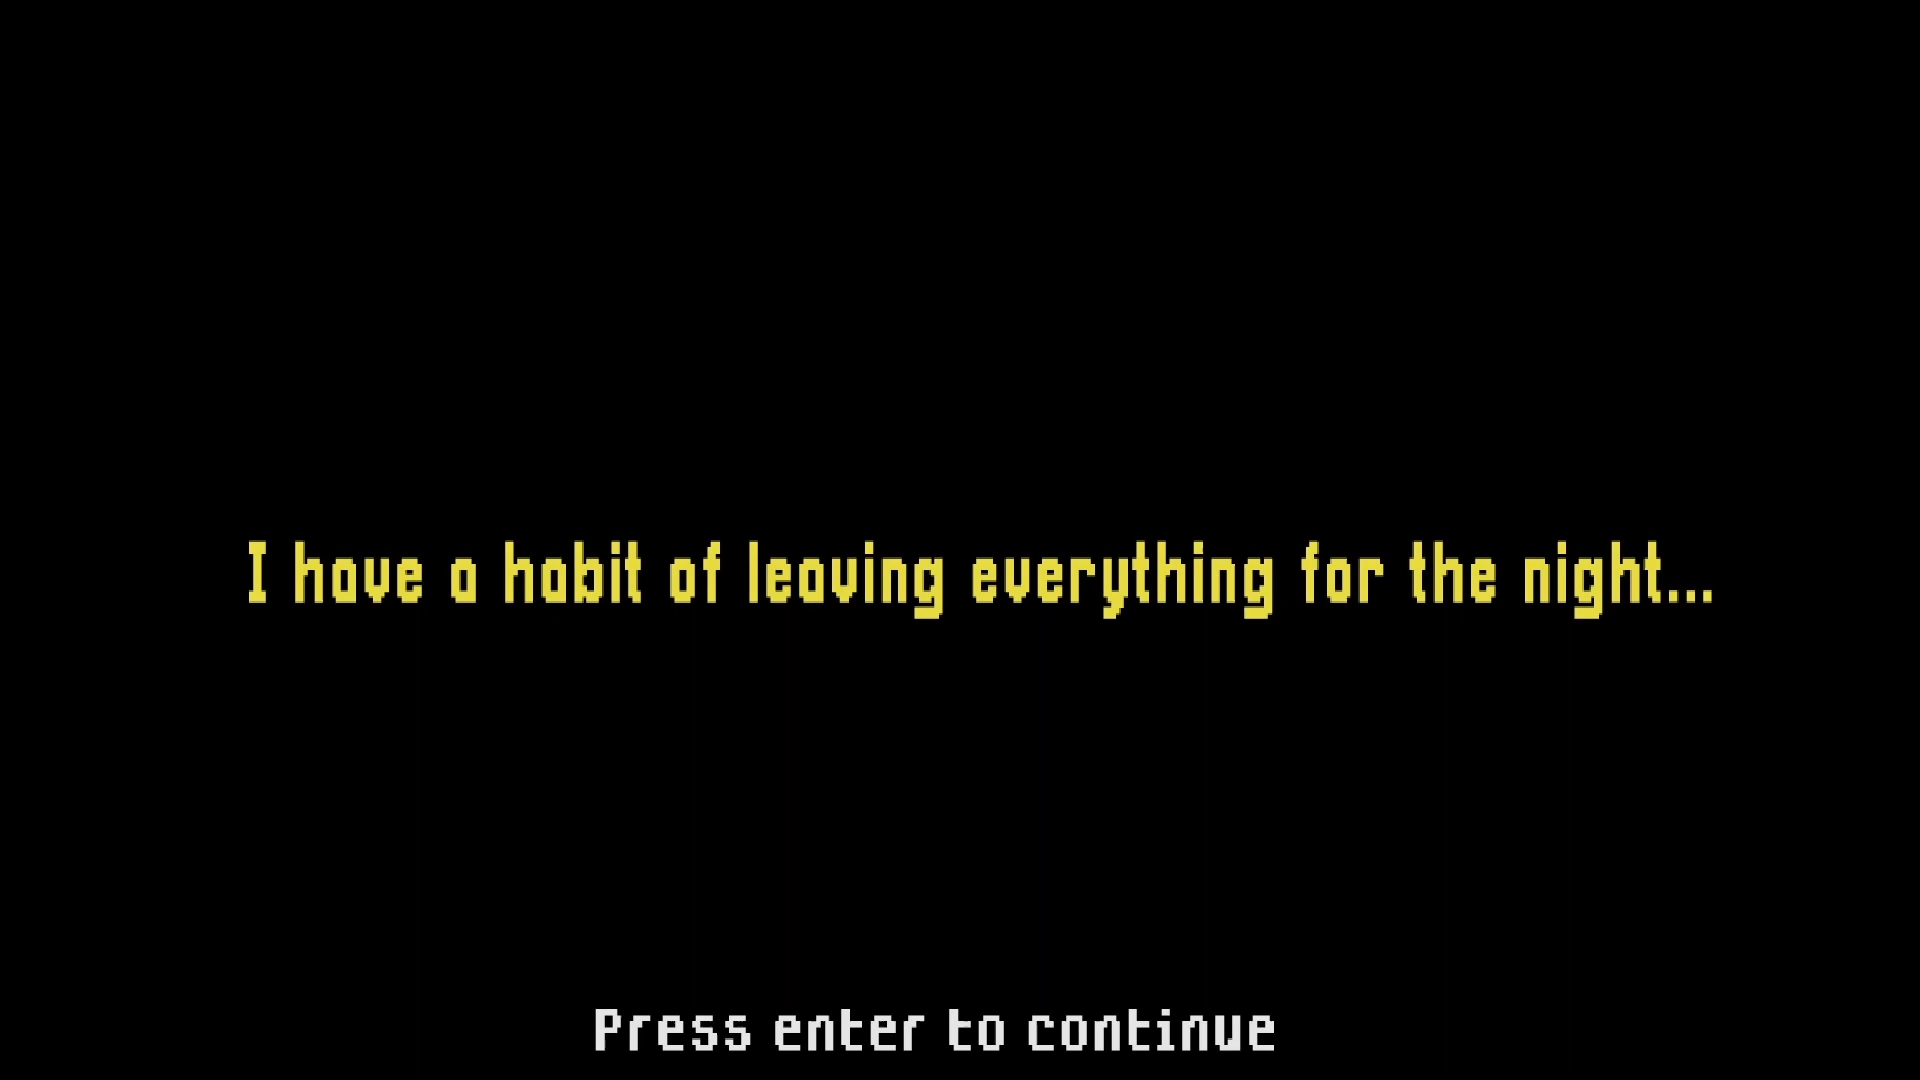 I have a habit of leaving everything for the night...
Press enter to continue